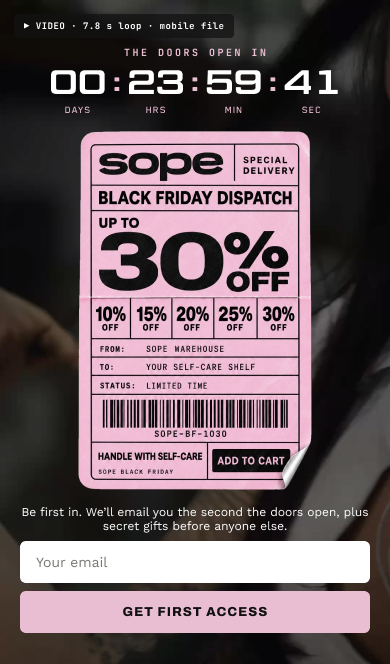 ▶ VIDEO · 7.8 s loop · mobile file
THE DOORS OPEN IN
00 : 23 : 59 : 41
DAYS HRS MIN SEC
sope
SPECIAL
DELIVERY
BLACK FRIDAY DISPATCH
UP TO
30% OFF
10% OFF
15% OFF
20% OFF
25% OFF
30% OFF
FROM: SOPE WAREHOUSE
TO: YOUR SELF-CARE SHELF
STATUS: LIMITED TIME
SOPE-BF-1030
HANDLE WITH SELF-CARE
SOPE BLACK FRIDAY
ADD TO CART
Be first in. We’ll email you the second the doors open, plus
secret gifts before anyone else.
Your email
GET FIRST ACCESS